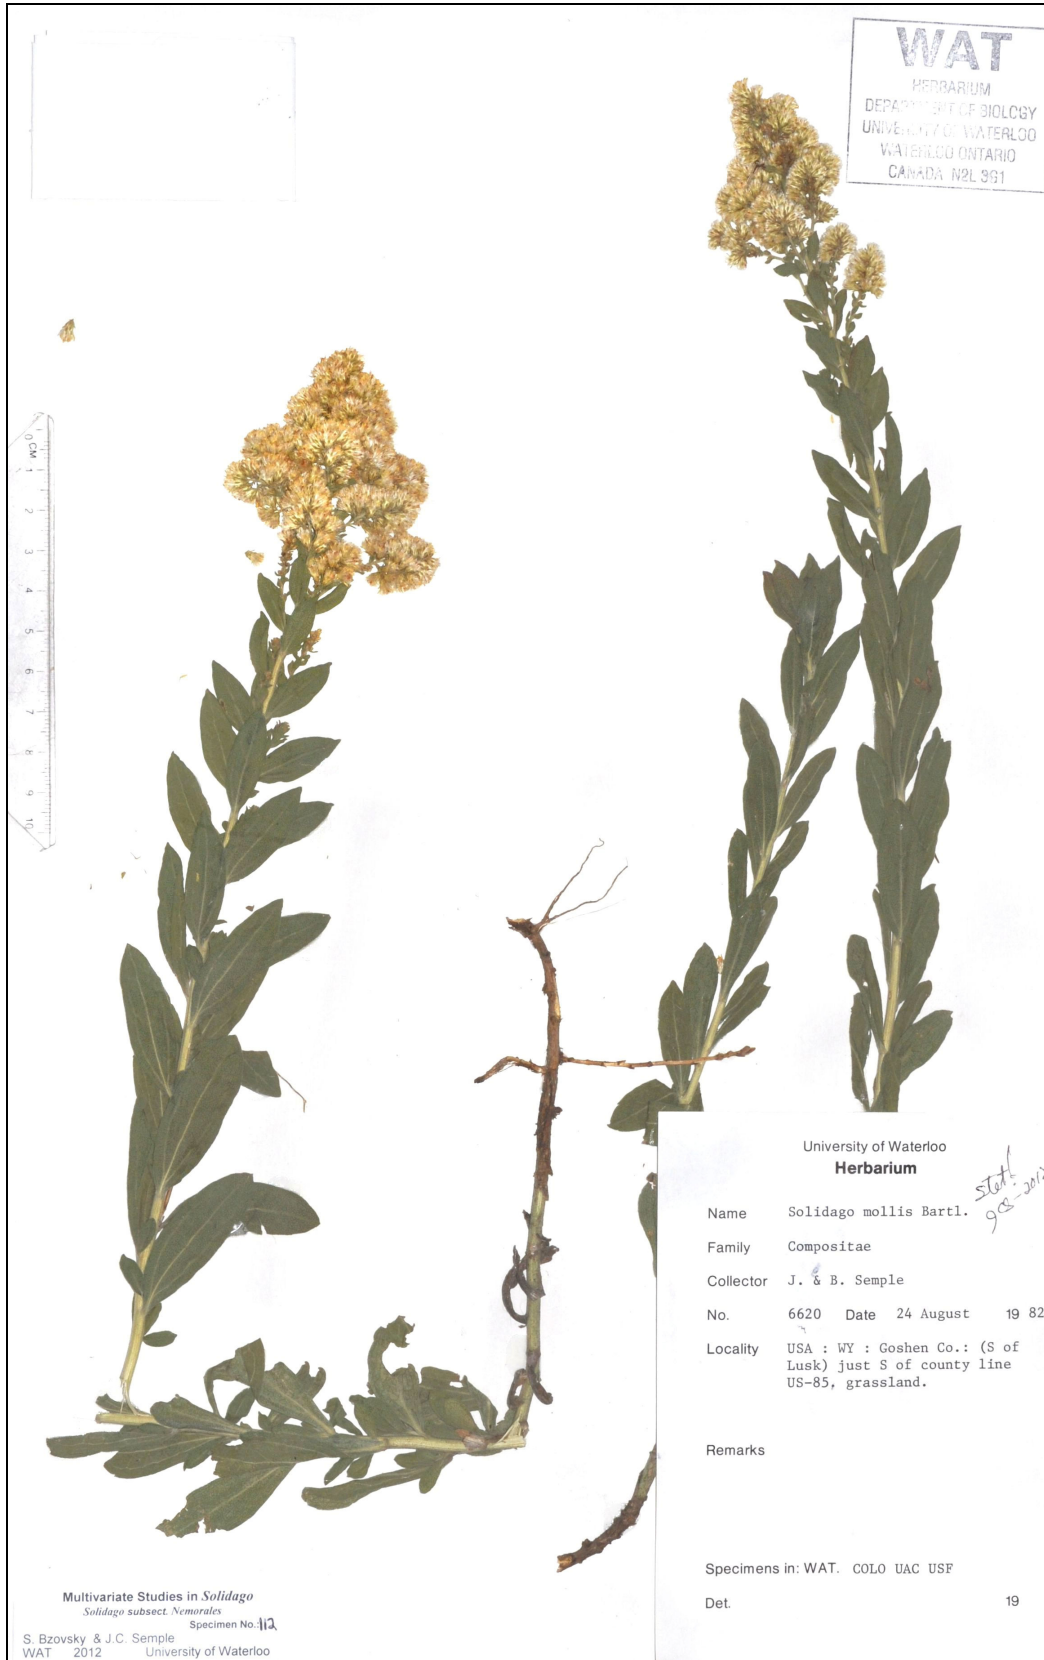 WAT
HERBARIUM
DEPARTMENT OF BIOLOGY
UNIVERSITY OF WATERLOO
WATERLOO ONTARIO
CANADA N2L 3G1
0 CM 1 2 3 4 5 6 7 8 9 10
University of Waterloo
Herbarium
stet!
Name Solidago mollis Bartl.
Family Compositae
Collector J. & B. Semple
No. 6620 Date 24 August 19 82
Locality USA : WY : Goshen Co.: (S of
Lusk) just S of county line
US-85, grassland.
Remarks
Specimens in: WAT. COLO UAC USF
Det. 19
Multivariate Studies in Solidago
Solidago subsect. Nemorales
Specimen No.:112
S. Bzovsky & J.C. Semple
WAT 2012 University of Waterloo